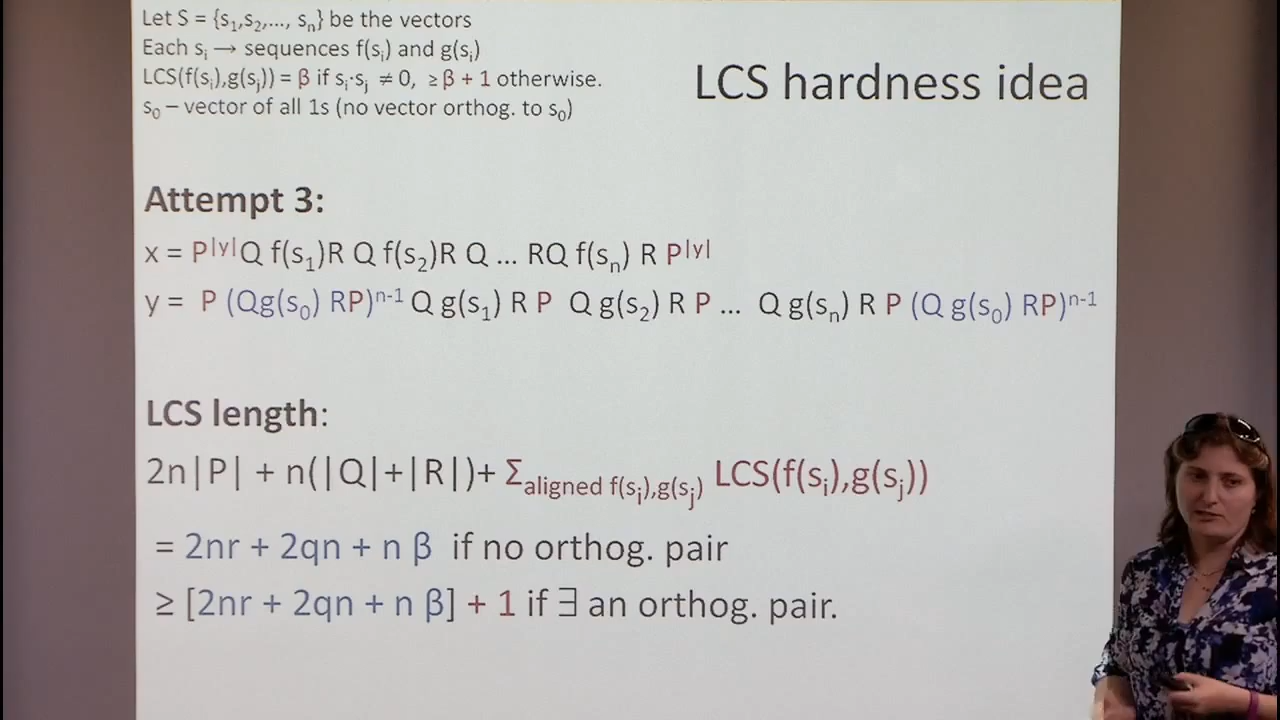 Let S = {s₁,s₂,..., sₙ} be the vectors
Each sᵢ → sequences f(sᵢ) and g(sᵢ)
LCS(f(sᵢ),g(sⱼ)) = β if sᵢ·sⱼ ≠ 0, ≥β + 1 otherwise.
s₀ – vector of all 1s (no vector orthog. to s₀)
LCS hardness idea
Attempt 3:
x = P|y|Q f(s₁)R Q f(s₂)R Q ... RQ f(sₙ) R P|y|
y = P (Qg(s₀) RP)ⁿ⁻¹ Q g(s₁) R P Q g(s₂) R P ... Q g(sₙ) R P (Q g(s₀) RP)ⁿ⁻¹
LCS length:
2n|P| + n(|Q|+|R|)+ Σaligned f(sᵢ),g(sⱼ) LCS(f(sᵢ),g(sⱼ))
= 2nr + 2qn + n β if no orthog. pair
≥ [2nr + 2qn + n β] + 1 if ∃ an orthog. pair.